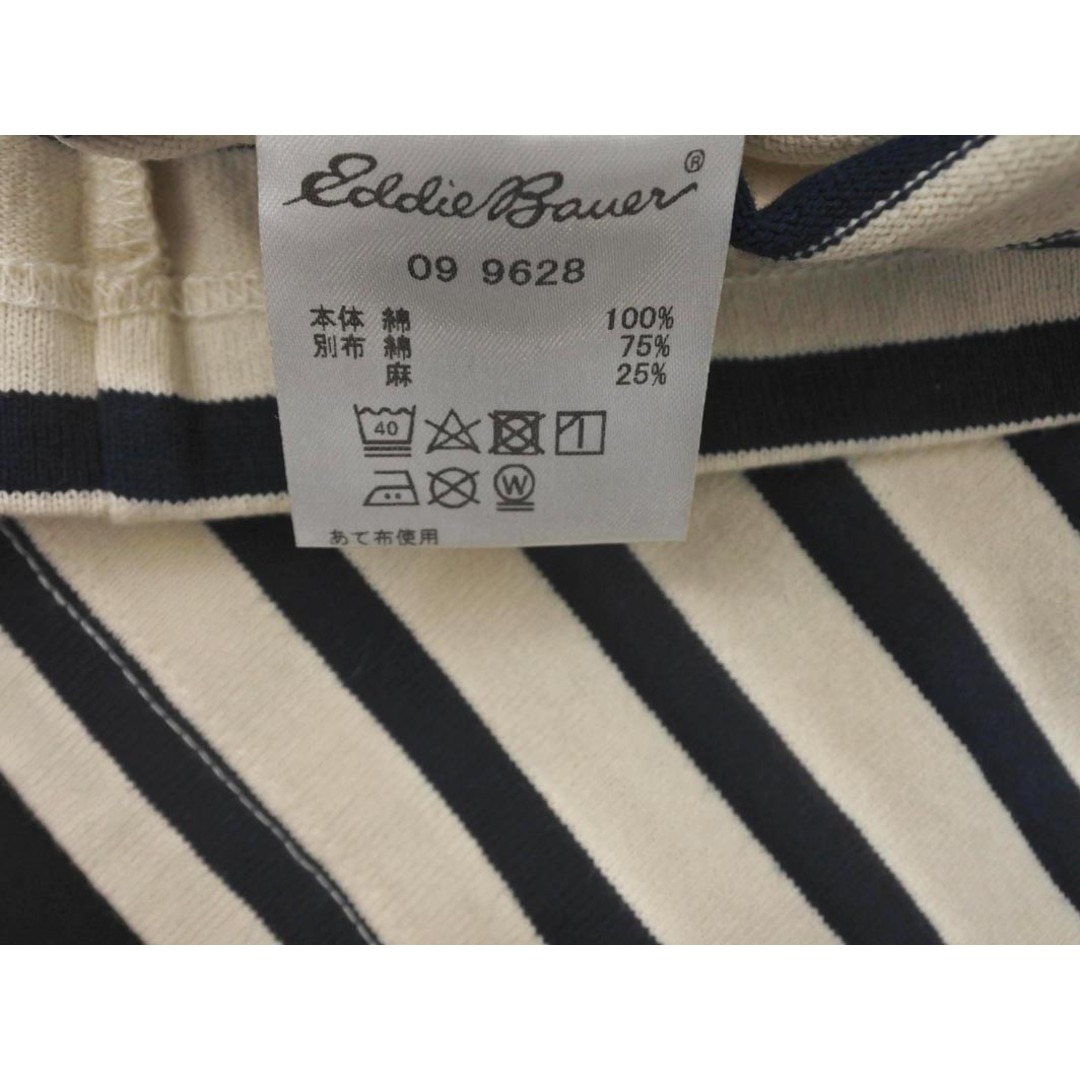 Eddie Bauer®
09 9628
本体 綿 100%
別布 綿 75%
麻 25%
40
W
あて布使用